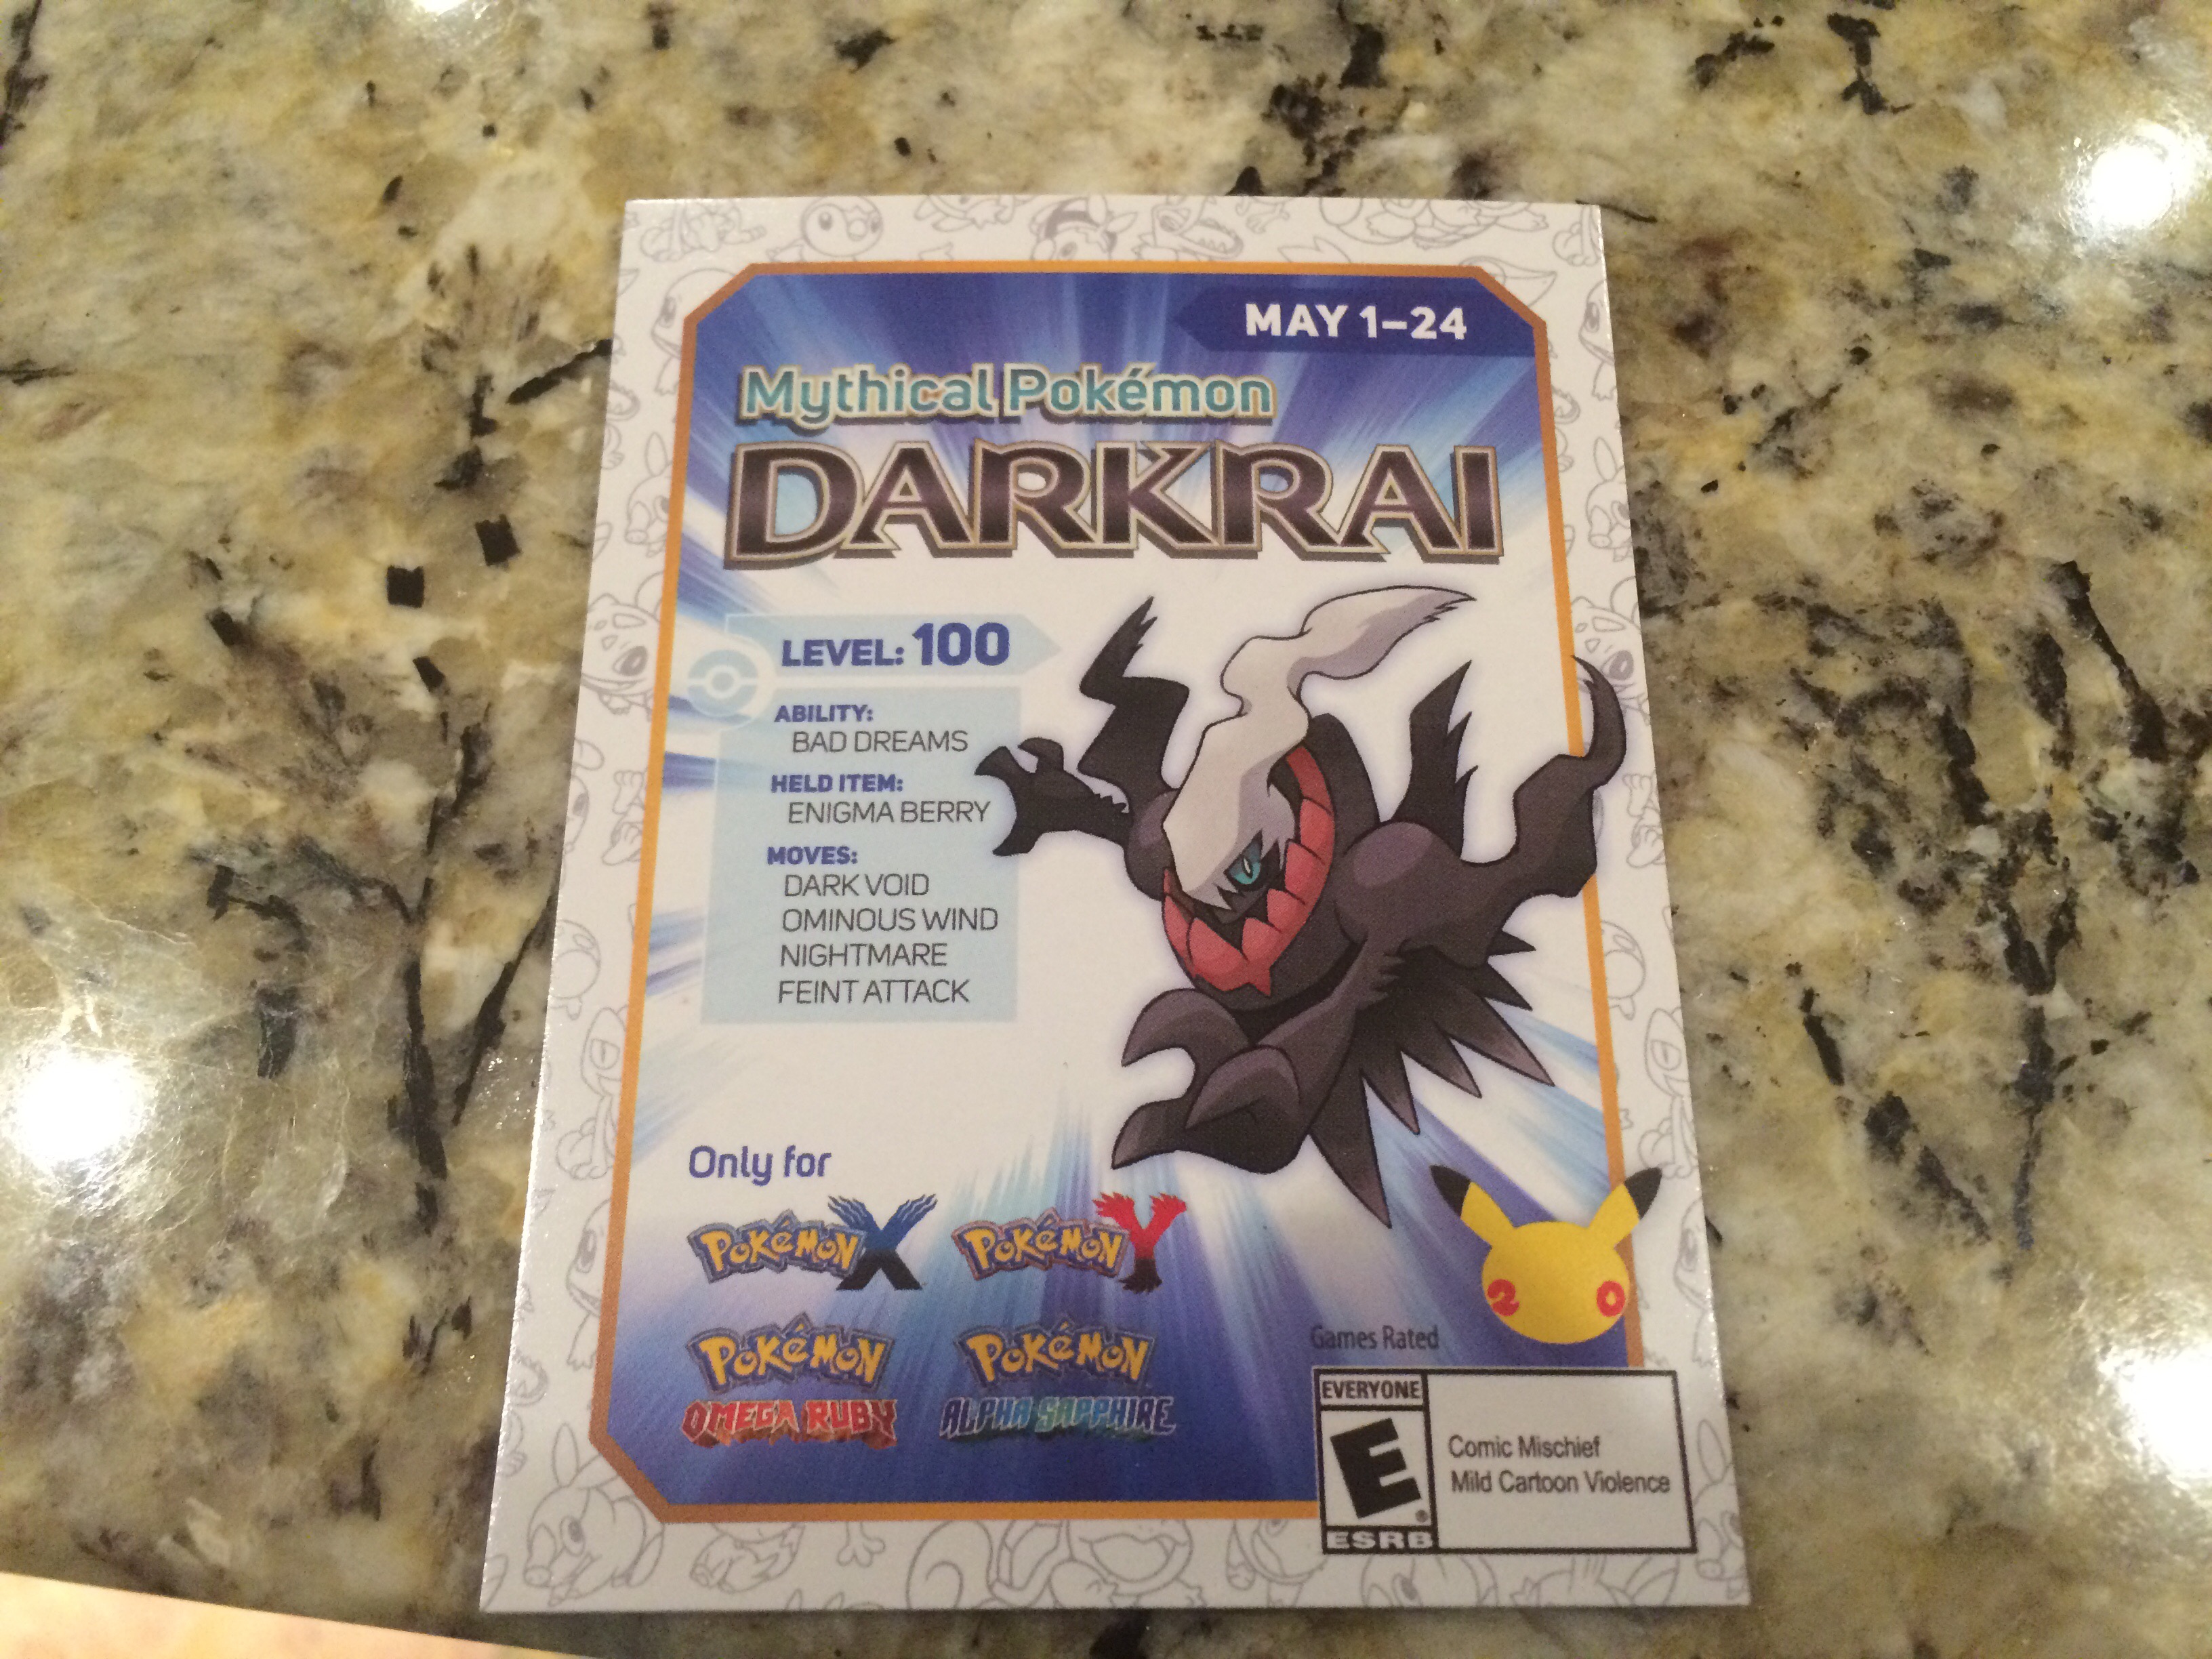 MAY 1–24
Mythical Pokémon
DARKRAI
LEVEL: 100
ABILITY:
BAD DREAMS
HELD ITEM:
ENIGMA BERRY
MOVES:
DARK VOID
OMINOUS WIND
NIGHTMARE
FEINT ATTACK
Only for
POKéMON X
POKéMON Y
POKéMON
OMEGA RUBY
POKéMON
ALPHA SAPPHIRE
20
Games Rated
EVERYONE
E
®
ESRB
Comic Mischief
Mild Cartoon Violence